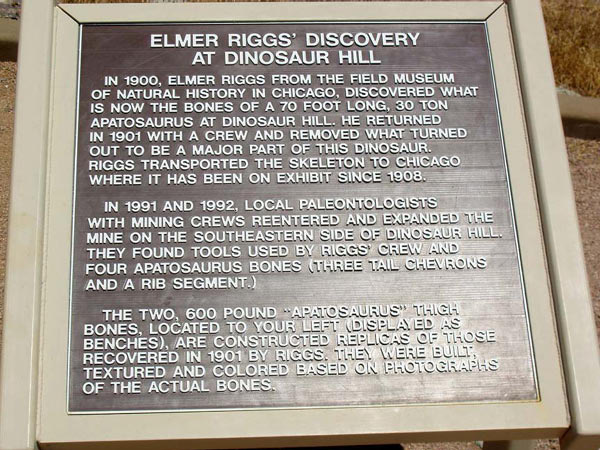 ELMER RIGGS' DISCOVERY
AT DINOSAUR HILL
IN 1900, ELMER RIGGS FROM THE FIELD MUSEUM
OF NATURAL HISTORY IN CHICAGO, DISCOVERED WHAT
IS NOW THE BONES OF A 70 FOOT LONG, 30 TON
APATOSAURUS AT DINOSAUR HILL. HE RETURNED
IN 1901 WITH A CREW AND REMOVED WHAT TURNED
OUT TO BE A MAJOR PART OF THIS DINOSAUR.
RIGGS TRANSPORTED THE SKELETON TO CHICAGO
WHERE IT HAS BEEN ON EXHIBIT SINCE 1908.
IN 1991 AND 1992, LOCAL PALEONTOLOGISTS
WITH MINING CREWS REENTERED AND EXPANDED THE
MINE ON THE SOUTHEASTERN SIDE OF DINOSAUR HILL.
THEY FOUND TOOLS USED BY RIGGS' CREW AND
FOUR APATOSAURUS BONES (THREE TAIL CHEVRONS
AND A RIB SEGMENT.)
THE TWO, 600 POUND "APATOSAURUS" THIGH
BONES, LOCATED TO YOUR LEFT (DISPLAYED AS
BENCHES), ARE CONSTRUCTED REPLICAS OF THOSE
RECOVERED IN 1901 BY RIGGS. THEY WERE BUILT,
TEXTURED AND COLORED BASED ON PHOTOGRAPHS
OF THE ACTUAL BONES.